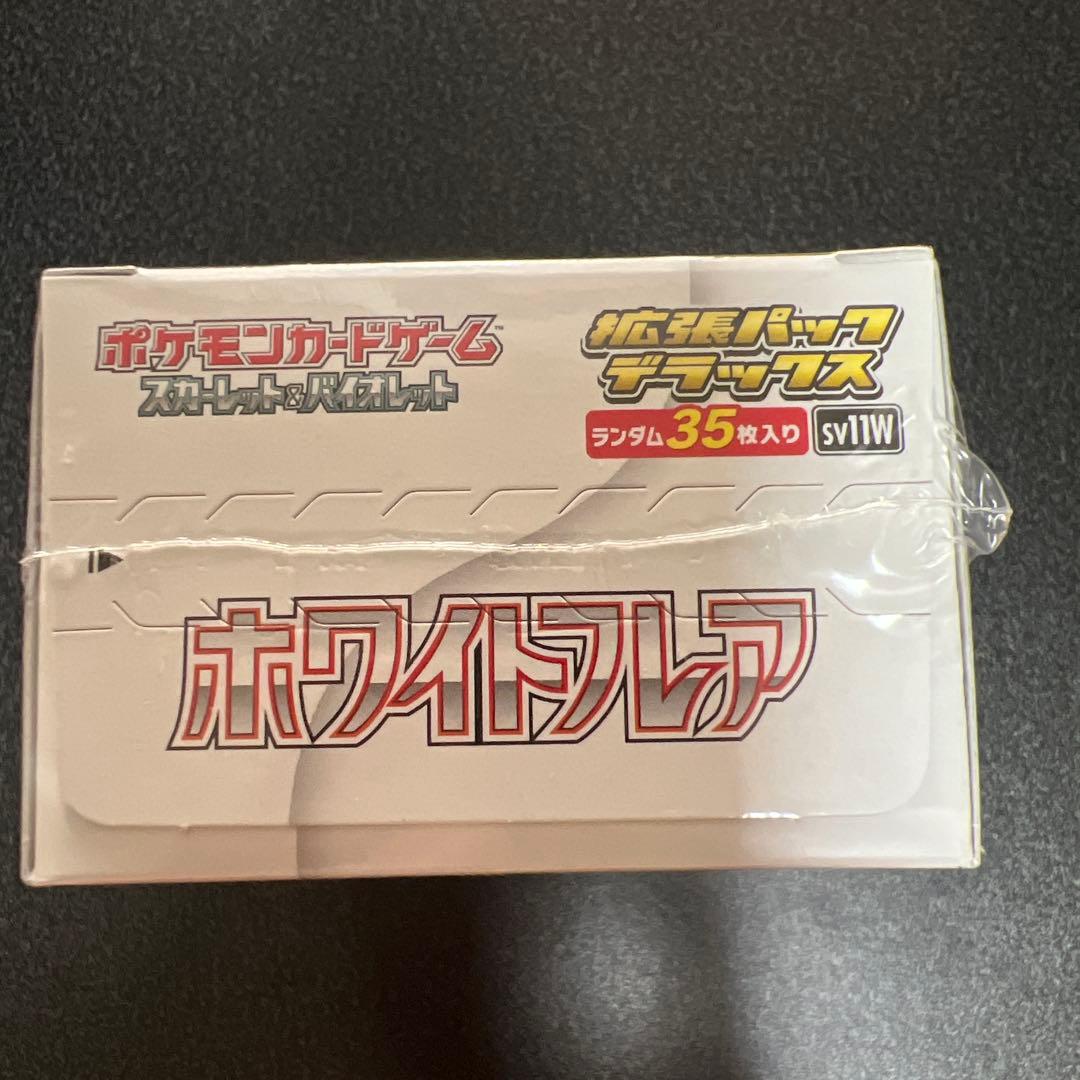 ポケモンカードゲーム™
スカーレット&バイオレット
拡張パック
デラックス
ランダム35枚入り
sv11W
ホワイトフレア